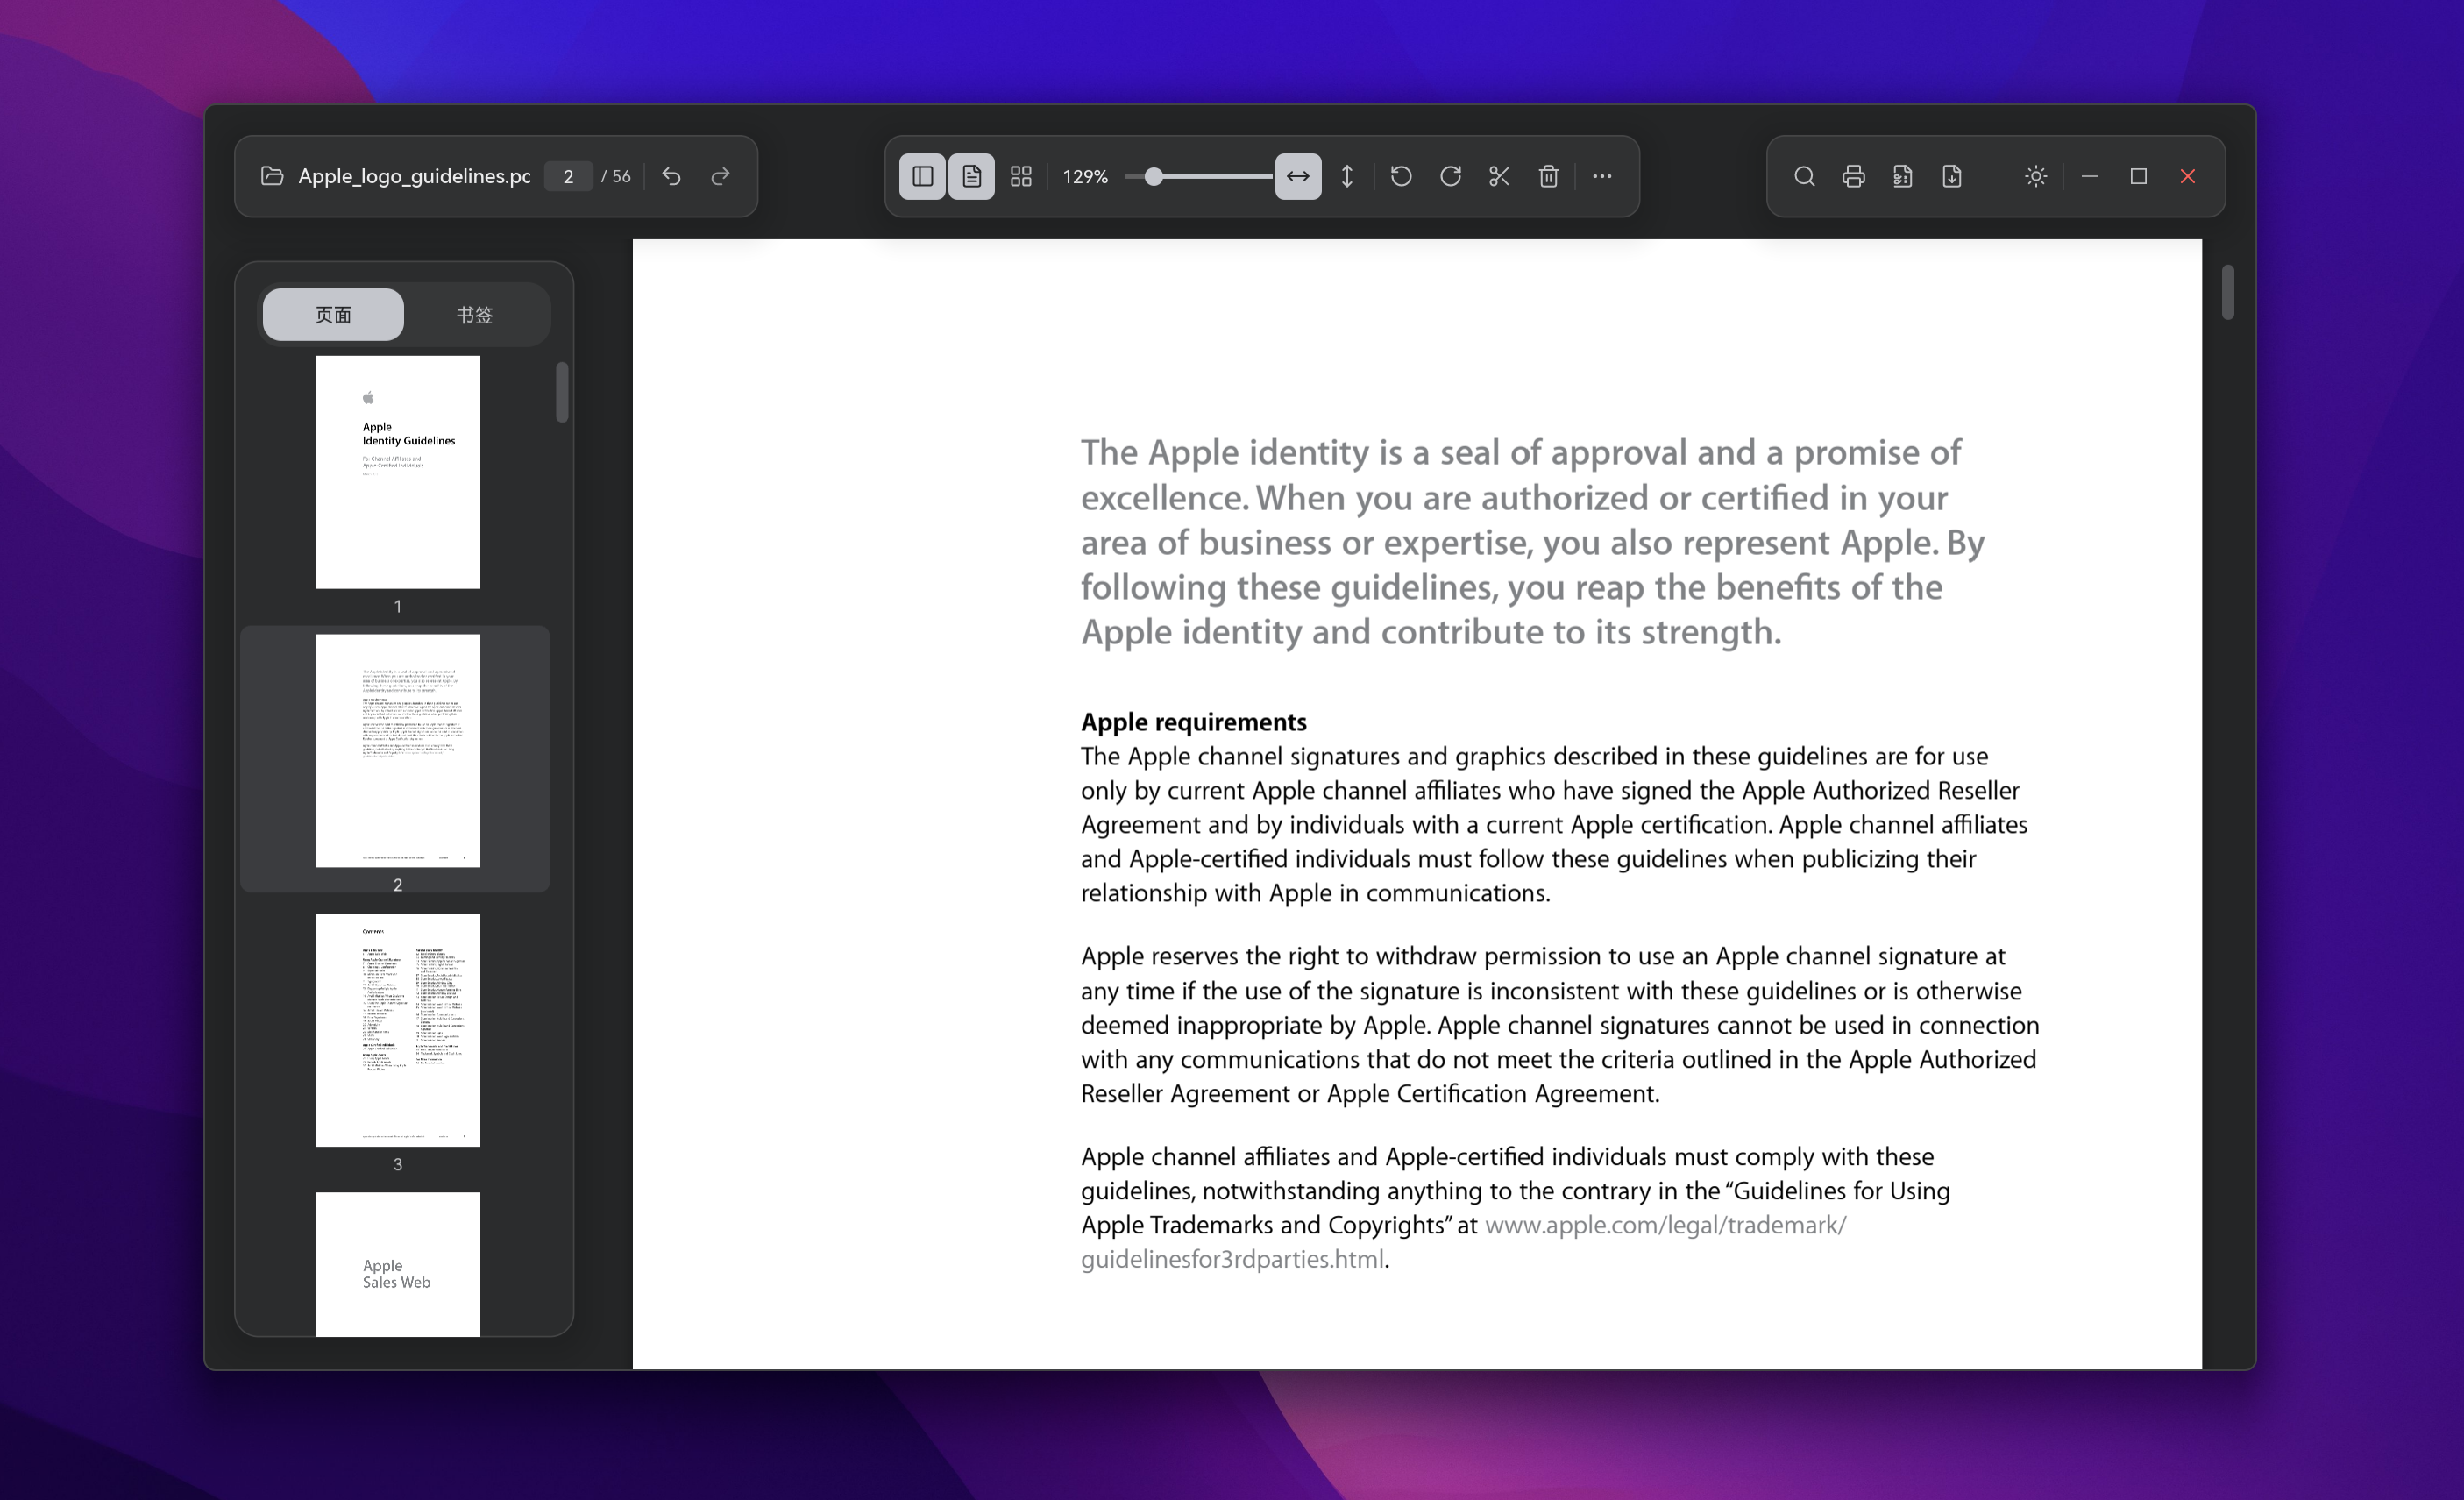 Apple_logo_guidelines.pc
2 / 56
129%
页面
书签
Apple
Identity Guidelines
For Channel Affiliates and
Apple-Certified Individuals
1
2
Contents
3
Apple
Sales Web
The Apple identity is a seal of approval and a promise of
excellence. When you are authorized or certified in your
area of business or expertise, you also represent Apple. By
following these guidelines, you reap the benefits of the
Apple identity and contribute to its strength.
Apple requirements
The Apple channel signatures and graphics described in these guidelines are for use
only by current Apple channel affiliates who have signed the Apple Authorized Reseller
Agreement and by individuals with a current Apple certification. Apple channel affiliates
and Apple-certified individuals must follow these guidelines when publicizing their
relationship with Apple in communications.
Apple reserves the right to withdraw permission to use an Apple channel signature at
any time if the use of the signature is inconsistent with these guidelines or is otherwise
deemed inappropriate by Apple. Apple channel signatures cannot be used in connection
with any communications that do not meet the criteria outlined in the Apple Authorized
Reseller Agreement or Apple Certification Agreement.
Apple channel affiliates and Apple-certified individuals must comply with these
guidelines, notwithstanding anything to the contrary in the “Guidelines for Using
Apple Trademarks and Copyrights” at www.apple.com/legal/trademark/
guidelinesfor3rdparties.html.